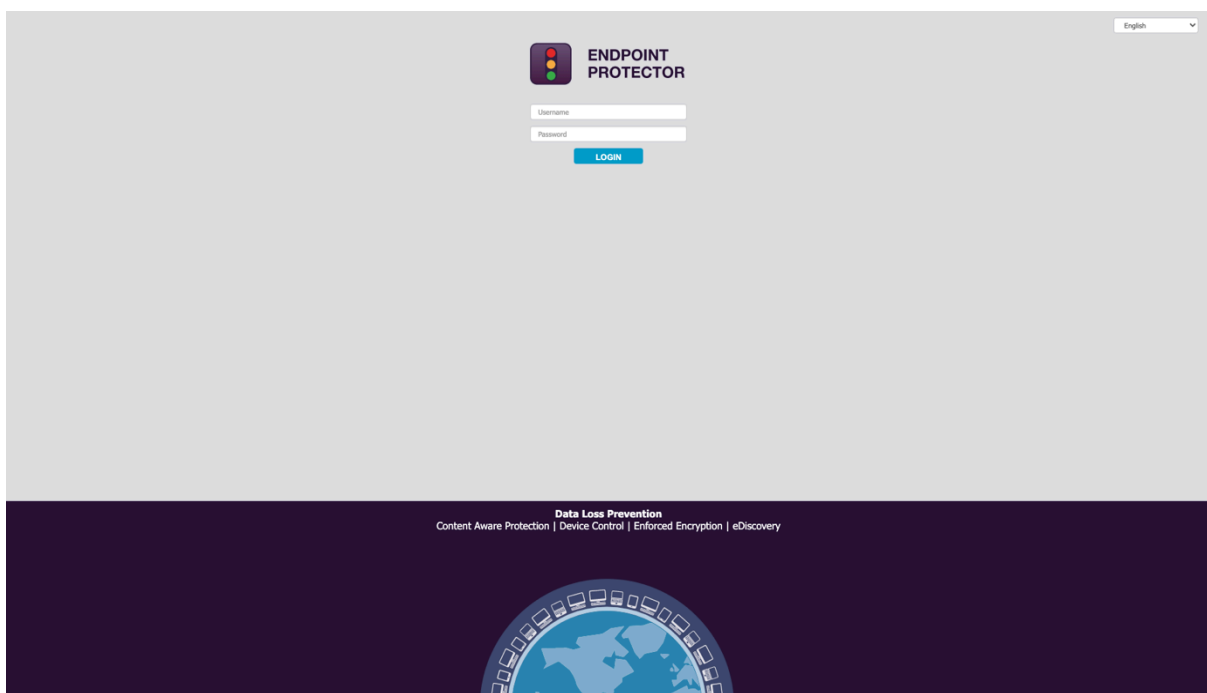 English
ENDPOINT
PROTECTOR
Username
Password
LOGIN
Data Loss Prevention
Content Aware Protection | Device Control | Enforced Encryption | eDiscovery